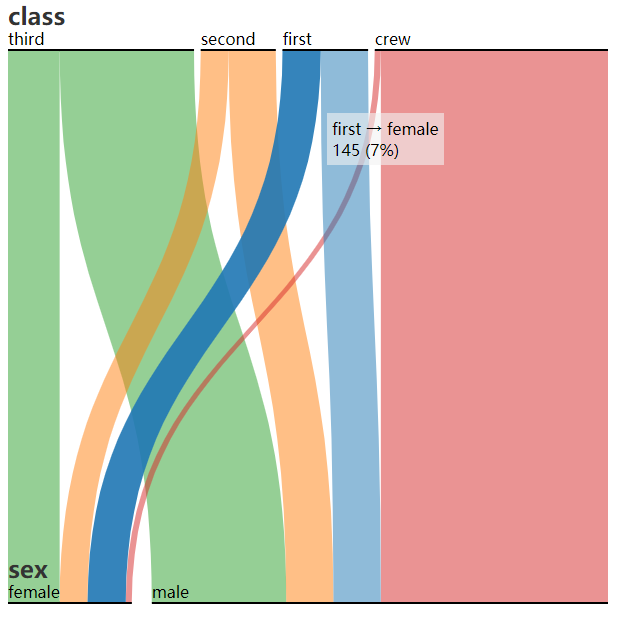 class
third second first crew
first → female
145 (7%)
sex
female male